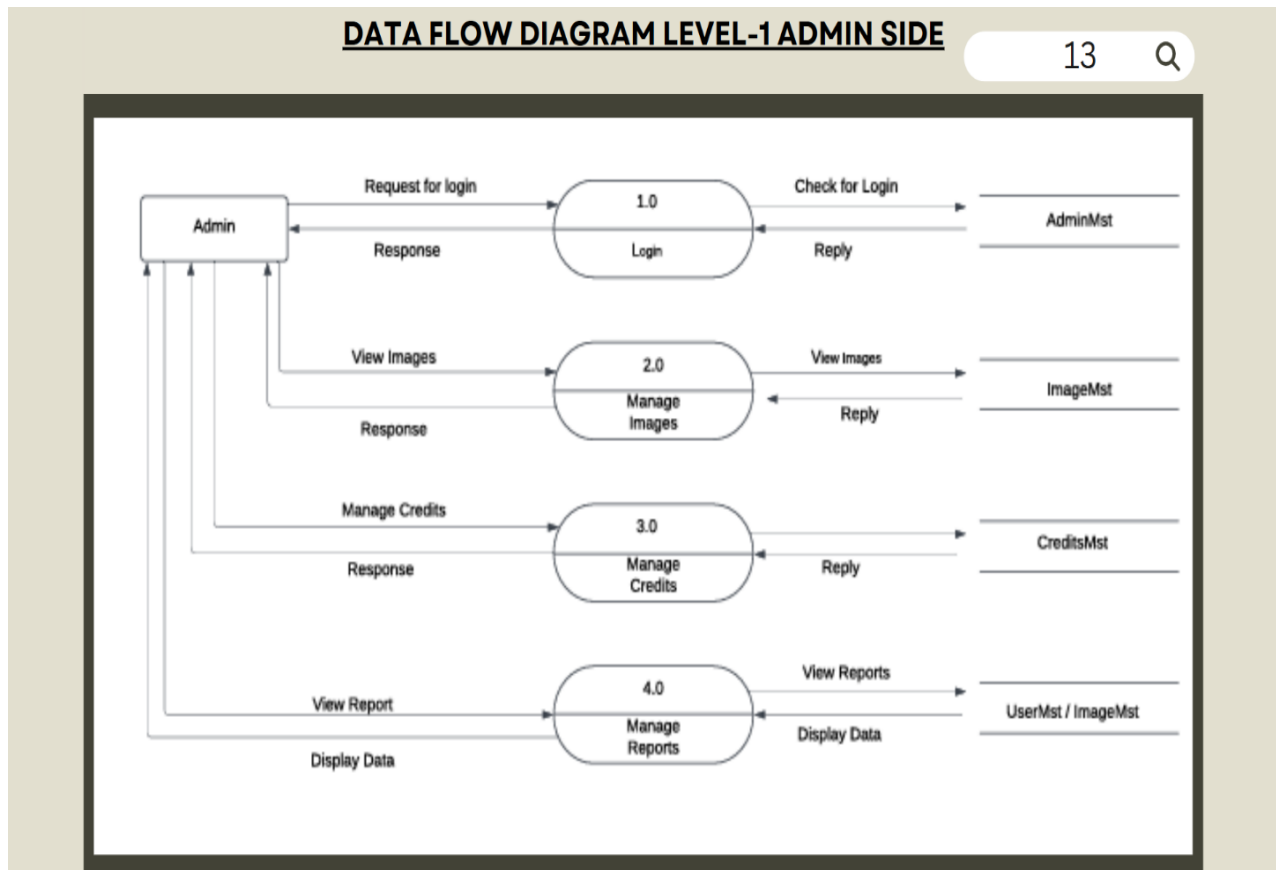 DATA FLOW DIAGRAM LEVEL-1 ADMIN SIDE
13
Request for login
1.0
Check for Login
Admin
AdminMst
Response
Login
Reply
View Images
2.0
View Images
Manage
Images
ImageMst
Response
Reply
Manage Credits
3.0
CreditsMst
Response
Manage
Credits
Reply
View Reports
4.0
View Report
UserMst / ImageMst
Manage
Reports
Display Data
Display Data